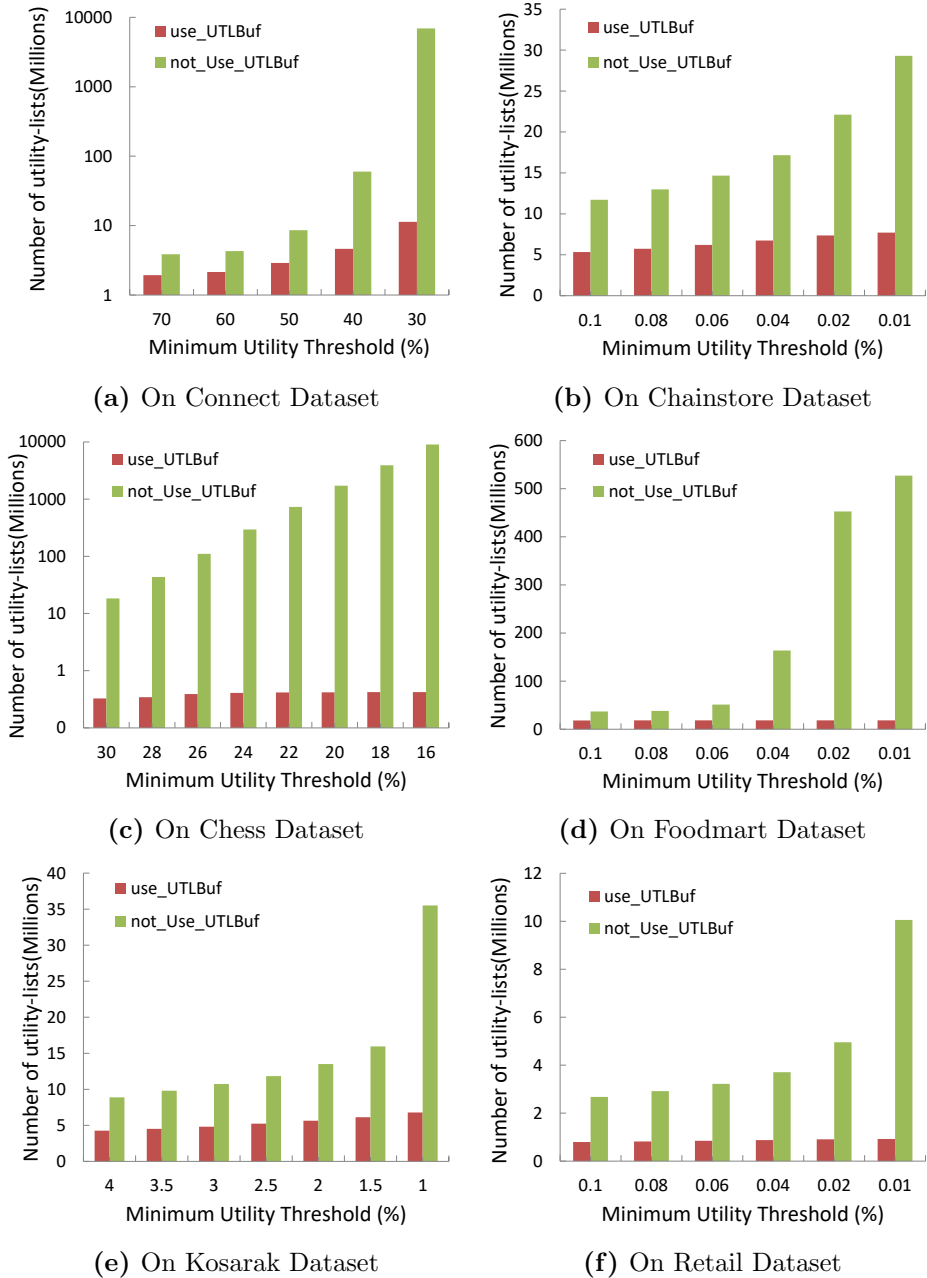 Number of utility-lists(Millions)
10000
1000
100
10
1
use_UTLBuf
not_Use_UTLBuf
70 60 50 40 30
Minimum Utility Threshold (%)
(a) On Connect Dataset
Number of utility-lists(Millions)
35
30
25
20
15
10
5
0
use_UTLBuf
not_Use_UTLBuf
0.1 0.08 0.06 0.04 0.02 0.01
Minimum Utility Threshold (%)
(b) On Chainstore Dataset
Number of utility-lists(Millions)
10000
1000
100
10
1
0
use_UTLBuf
not_Use_UTLBuf
30 28 26 24 22 20 18 16
Minimum Utility Threshold (%)
(c) On Chess Dataset
Number of utility-lists(Millions)
600
500
400
300
200
100
0
use_UTLBuf
not_Use_UTLBuf
0.1 0.08 0.06 0.04 0.02 0.01
Minimum Utility Threshold (%)
(d) On Foodmart Dataset
Number of utility-lists(Millions)
40
35
30
25
20
15
10
5
0
use_UTLBuf
not_Use_UTLBuf
4 3.5 3 2.5 2 1.5 1
Minimum Utility Threshold (%)
(e) On Kosarak Dataset
Number of utility-lists(Millions)
12
10
8
6
4
2
0
use_UTLBuf
not_Use_UTLBuf
0.1 0.08 0.06 0.04 0.02 0.01
Minimum Utility Threshold (%)
(f) On Retail Dataset